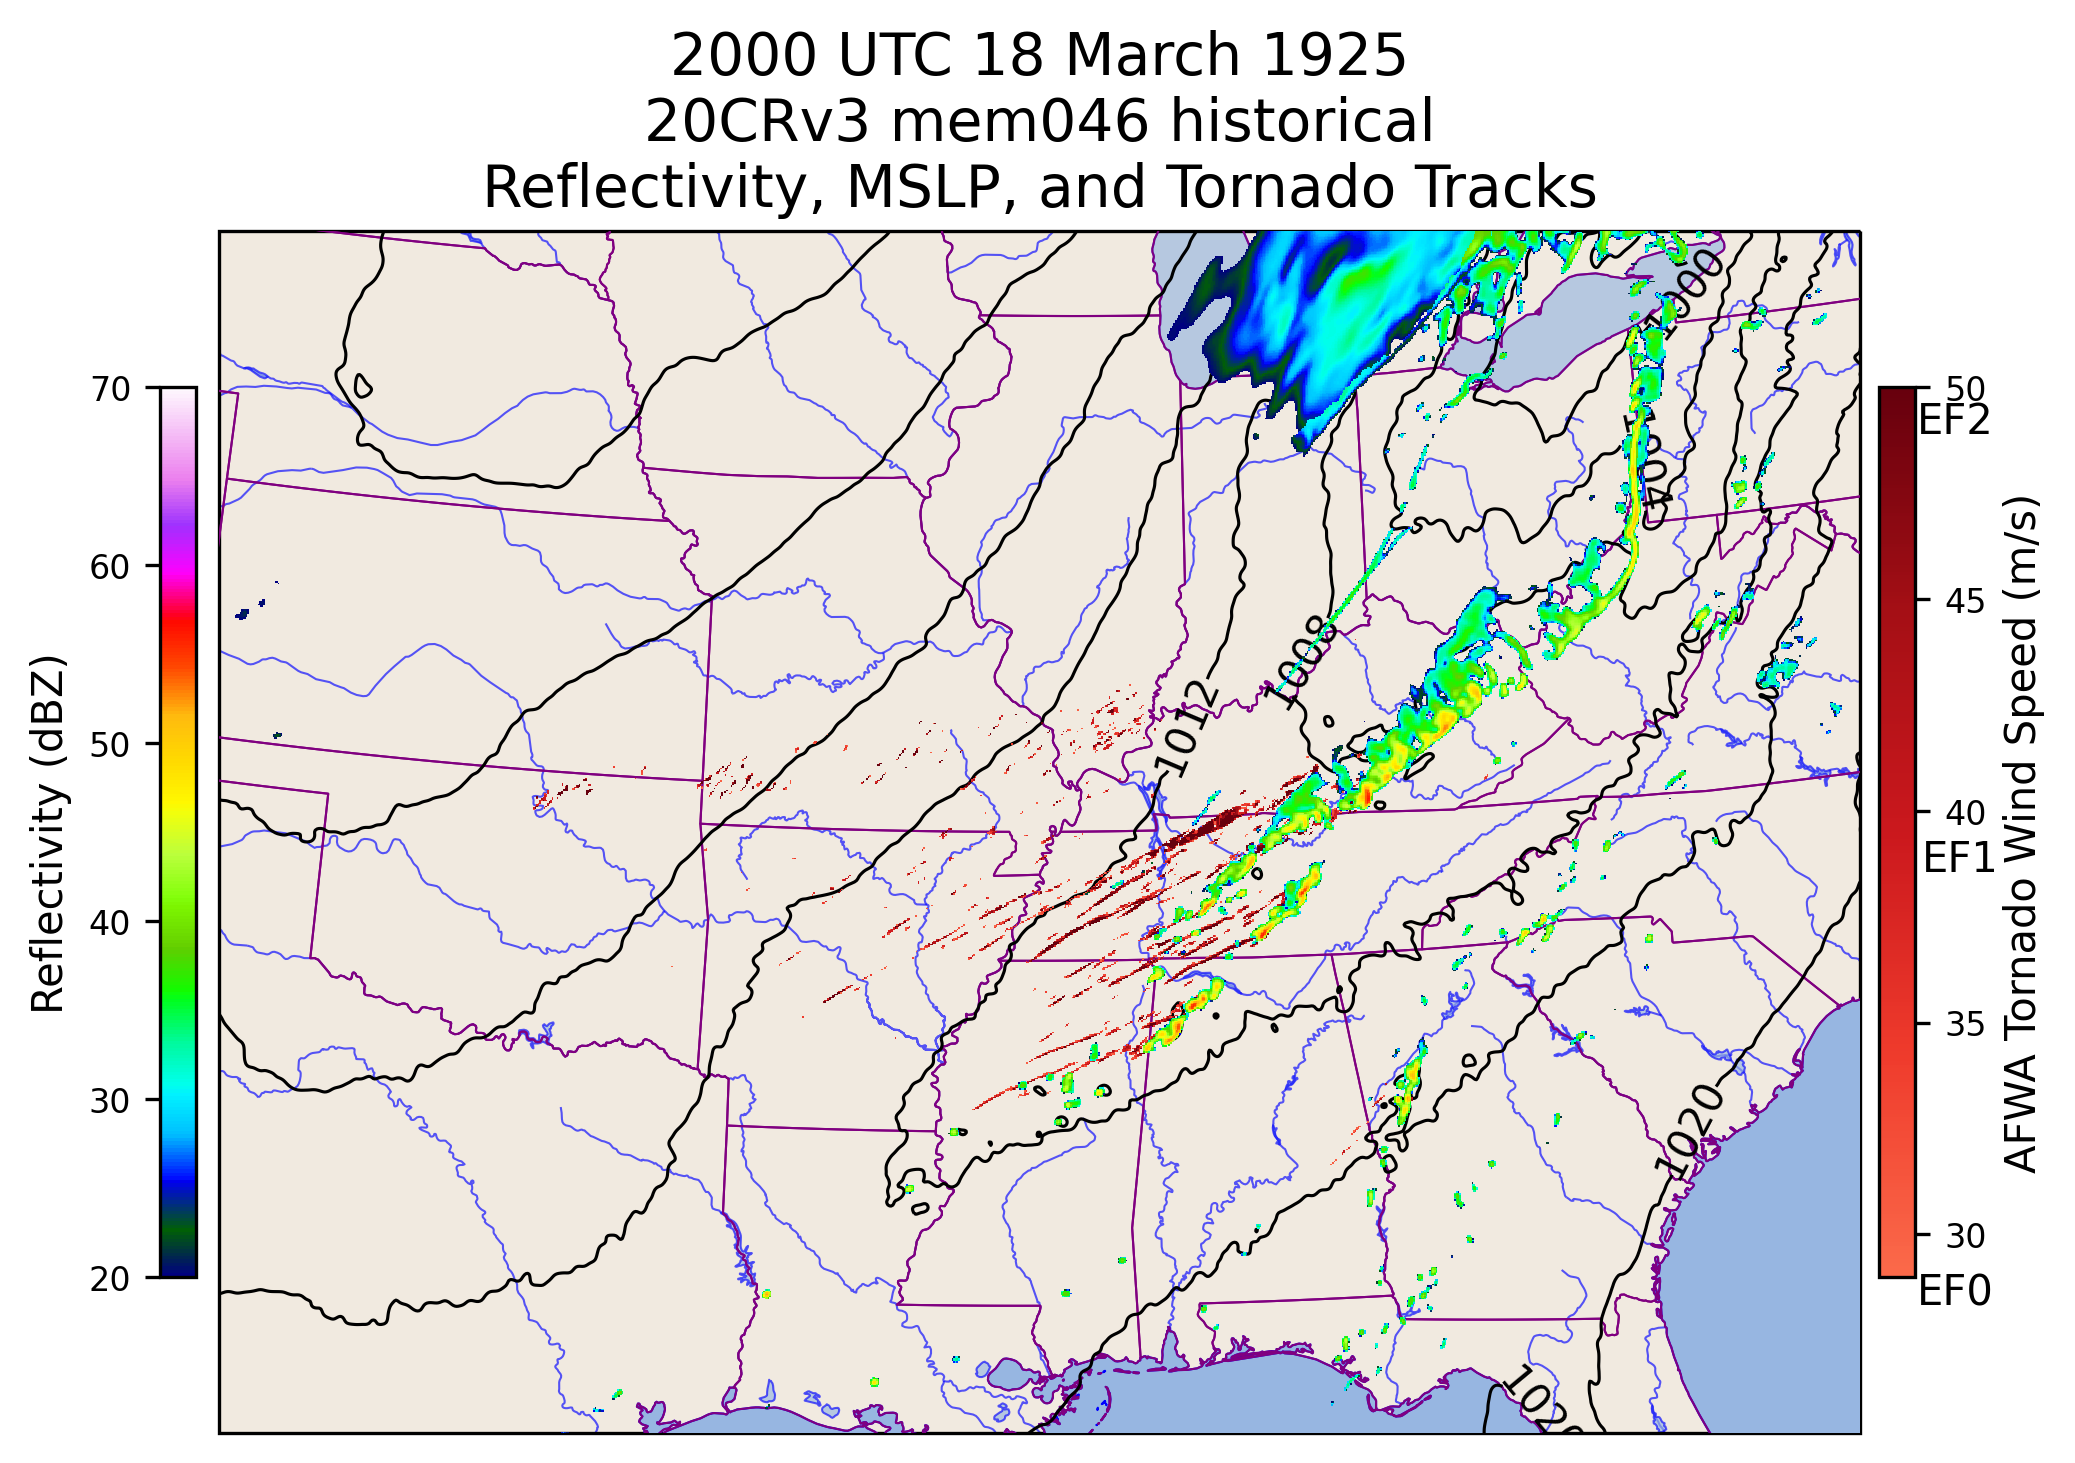 2000 UTC 18 March 1925
20CRv3 mem046 historical
Reflectivity, MSLP, and Tornado Tracks
Reflectivity (dBZ)
70
60
50
40
30
20
1000
1004
1008
1012
1020
50
EF2
45
40
EF1
35
30
EF0
AFWA Tornado Wind Speed (m/s)